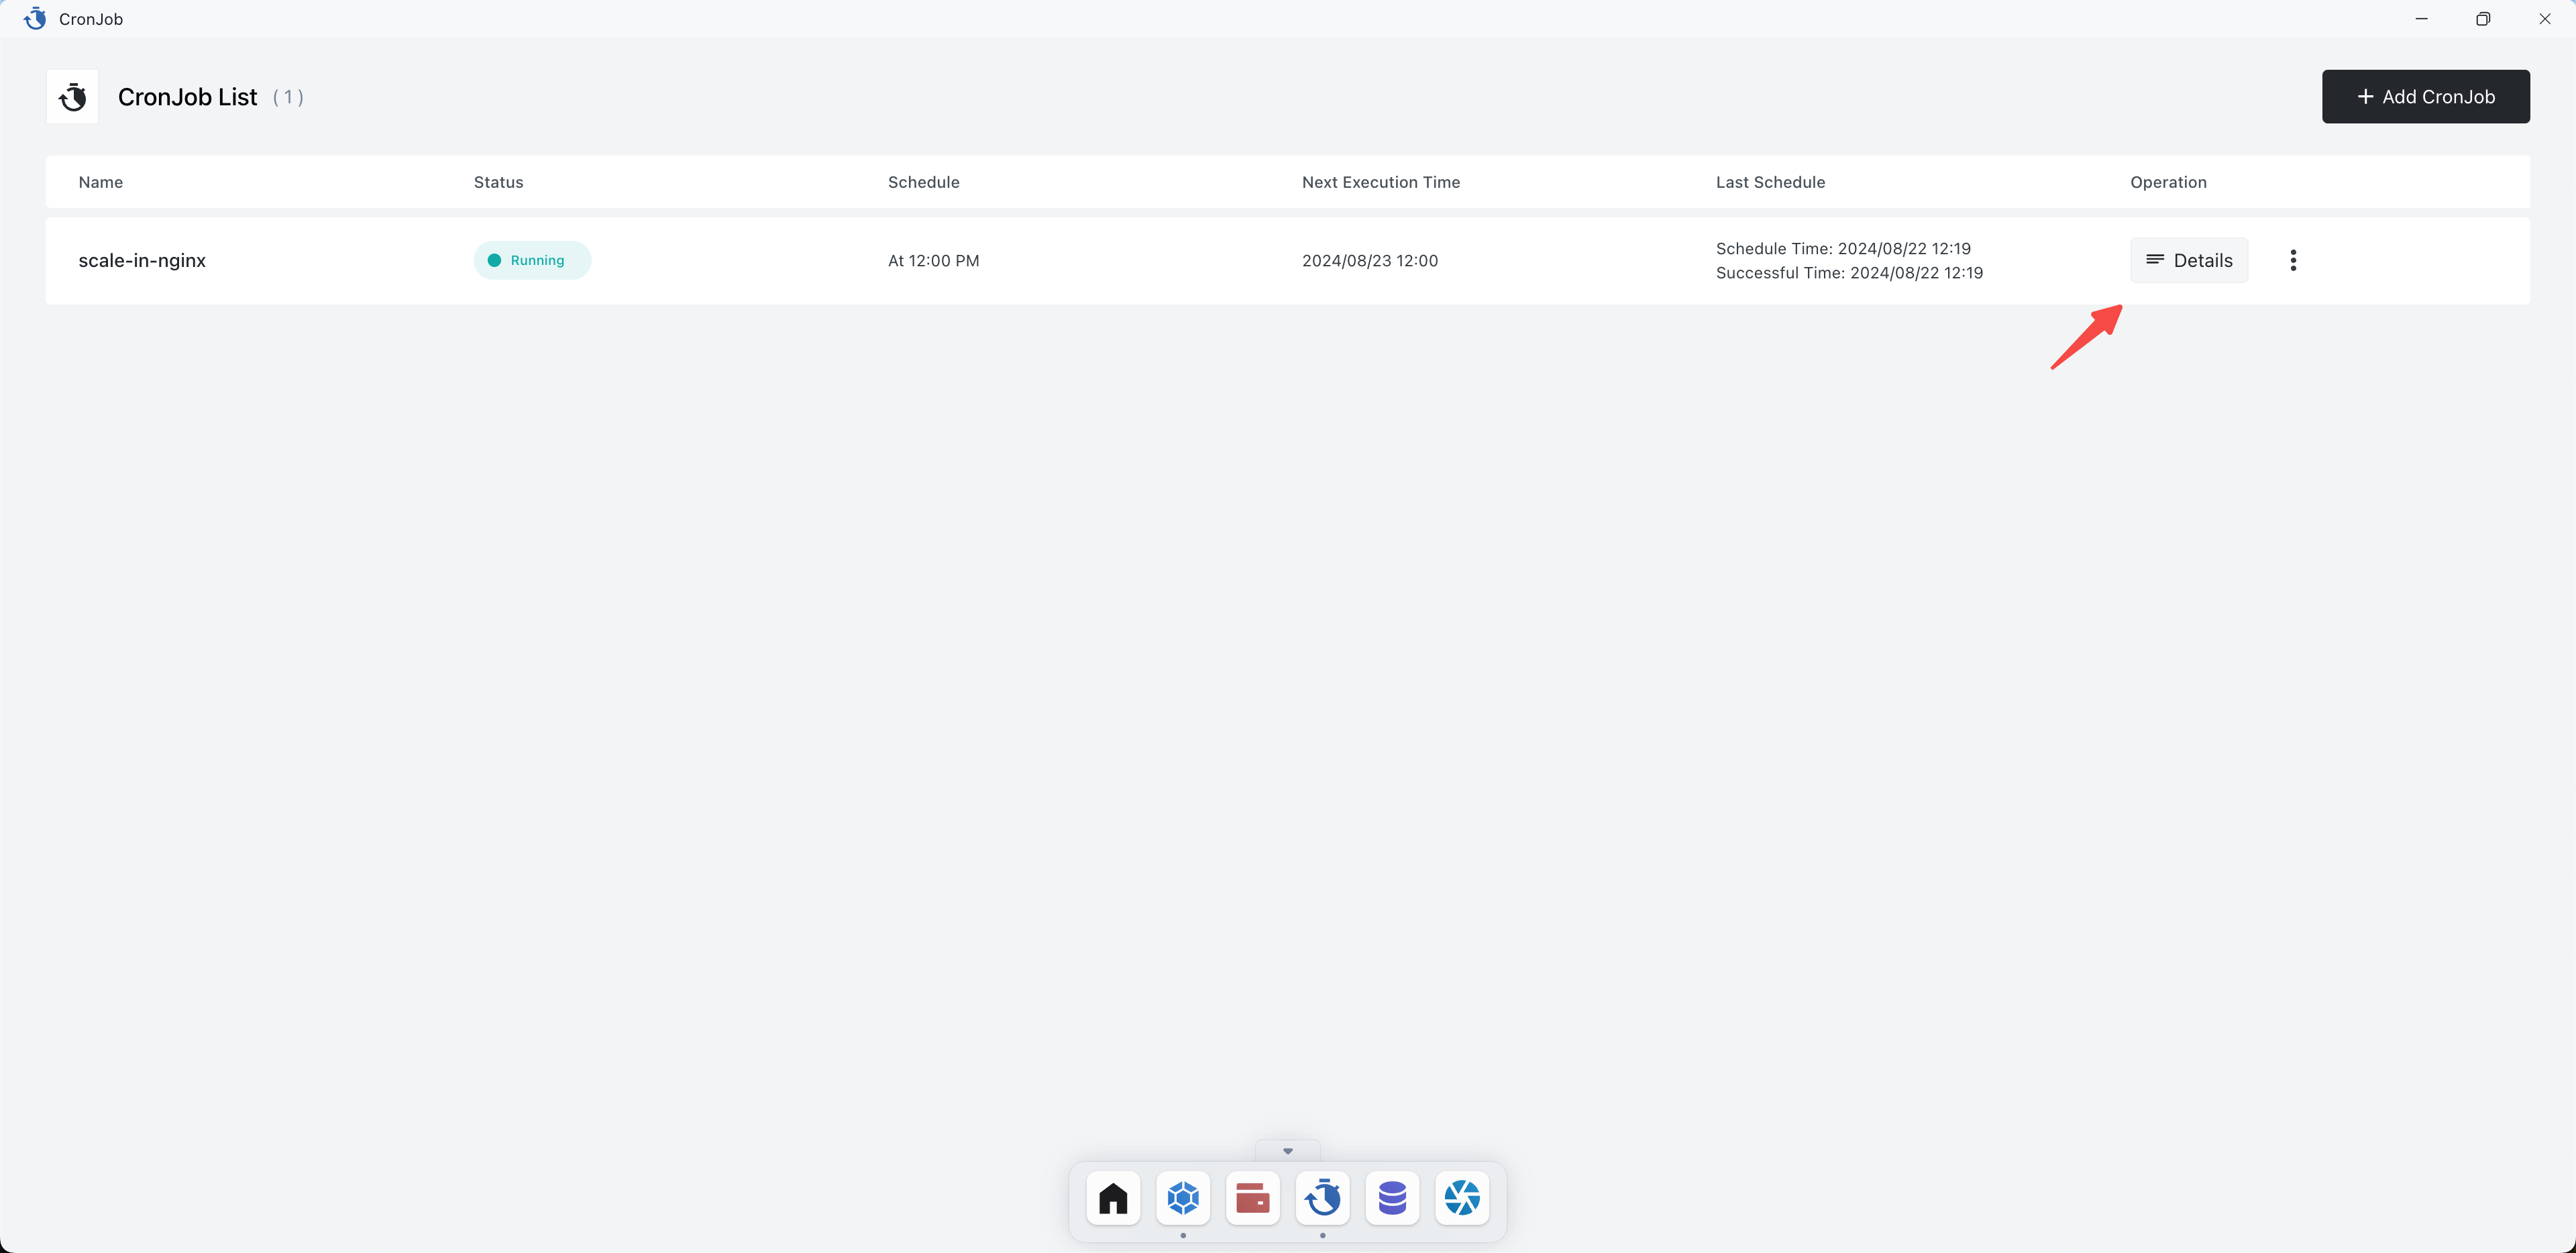 CronJob
CronJob List ( 1 )
+ Add CronJob
Name Status Schedule Next Execution Time Last Schedule Operation
scale-in-nginx Running At 12:00 PM 2024/08/23 12:00 Schedule Time: 2024/08/22 12:19
Successful Time: 2024/08/22 12:19
Details